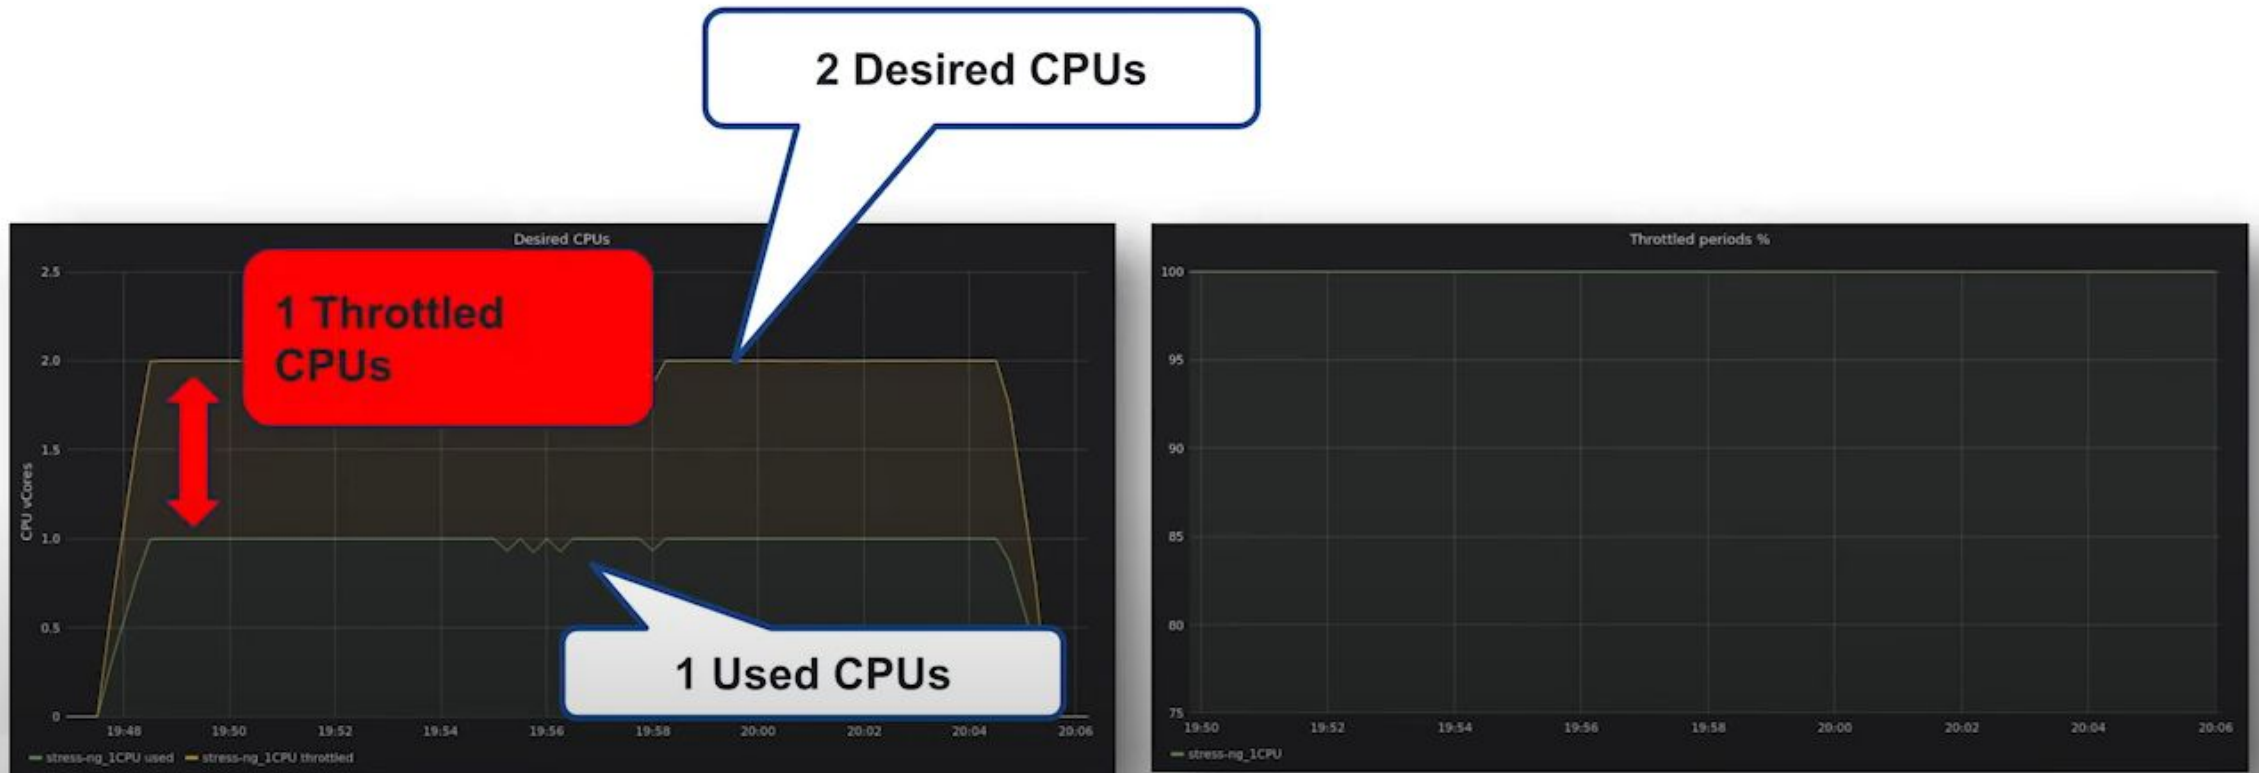 2 Desired CPUs
Desired CPUs
2.5
1 Throttled
CPUs
2.0
1.5
CPU vCores
1.0
0.5
1 Used CPUs
0
19:48 19:50 19:52 19:54 19:56 19:58 20:00 20:02 20:04 20:06
stress-ng_1CPU used stress-ng_1CPU throttled
Throttled periods %
100
95
90
85
80
75
19:50 19:52 19:54 19:56 19:58 20:00 20:02 20:04 20:06
stress-ng_1CPU